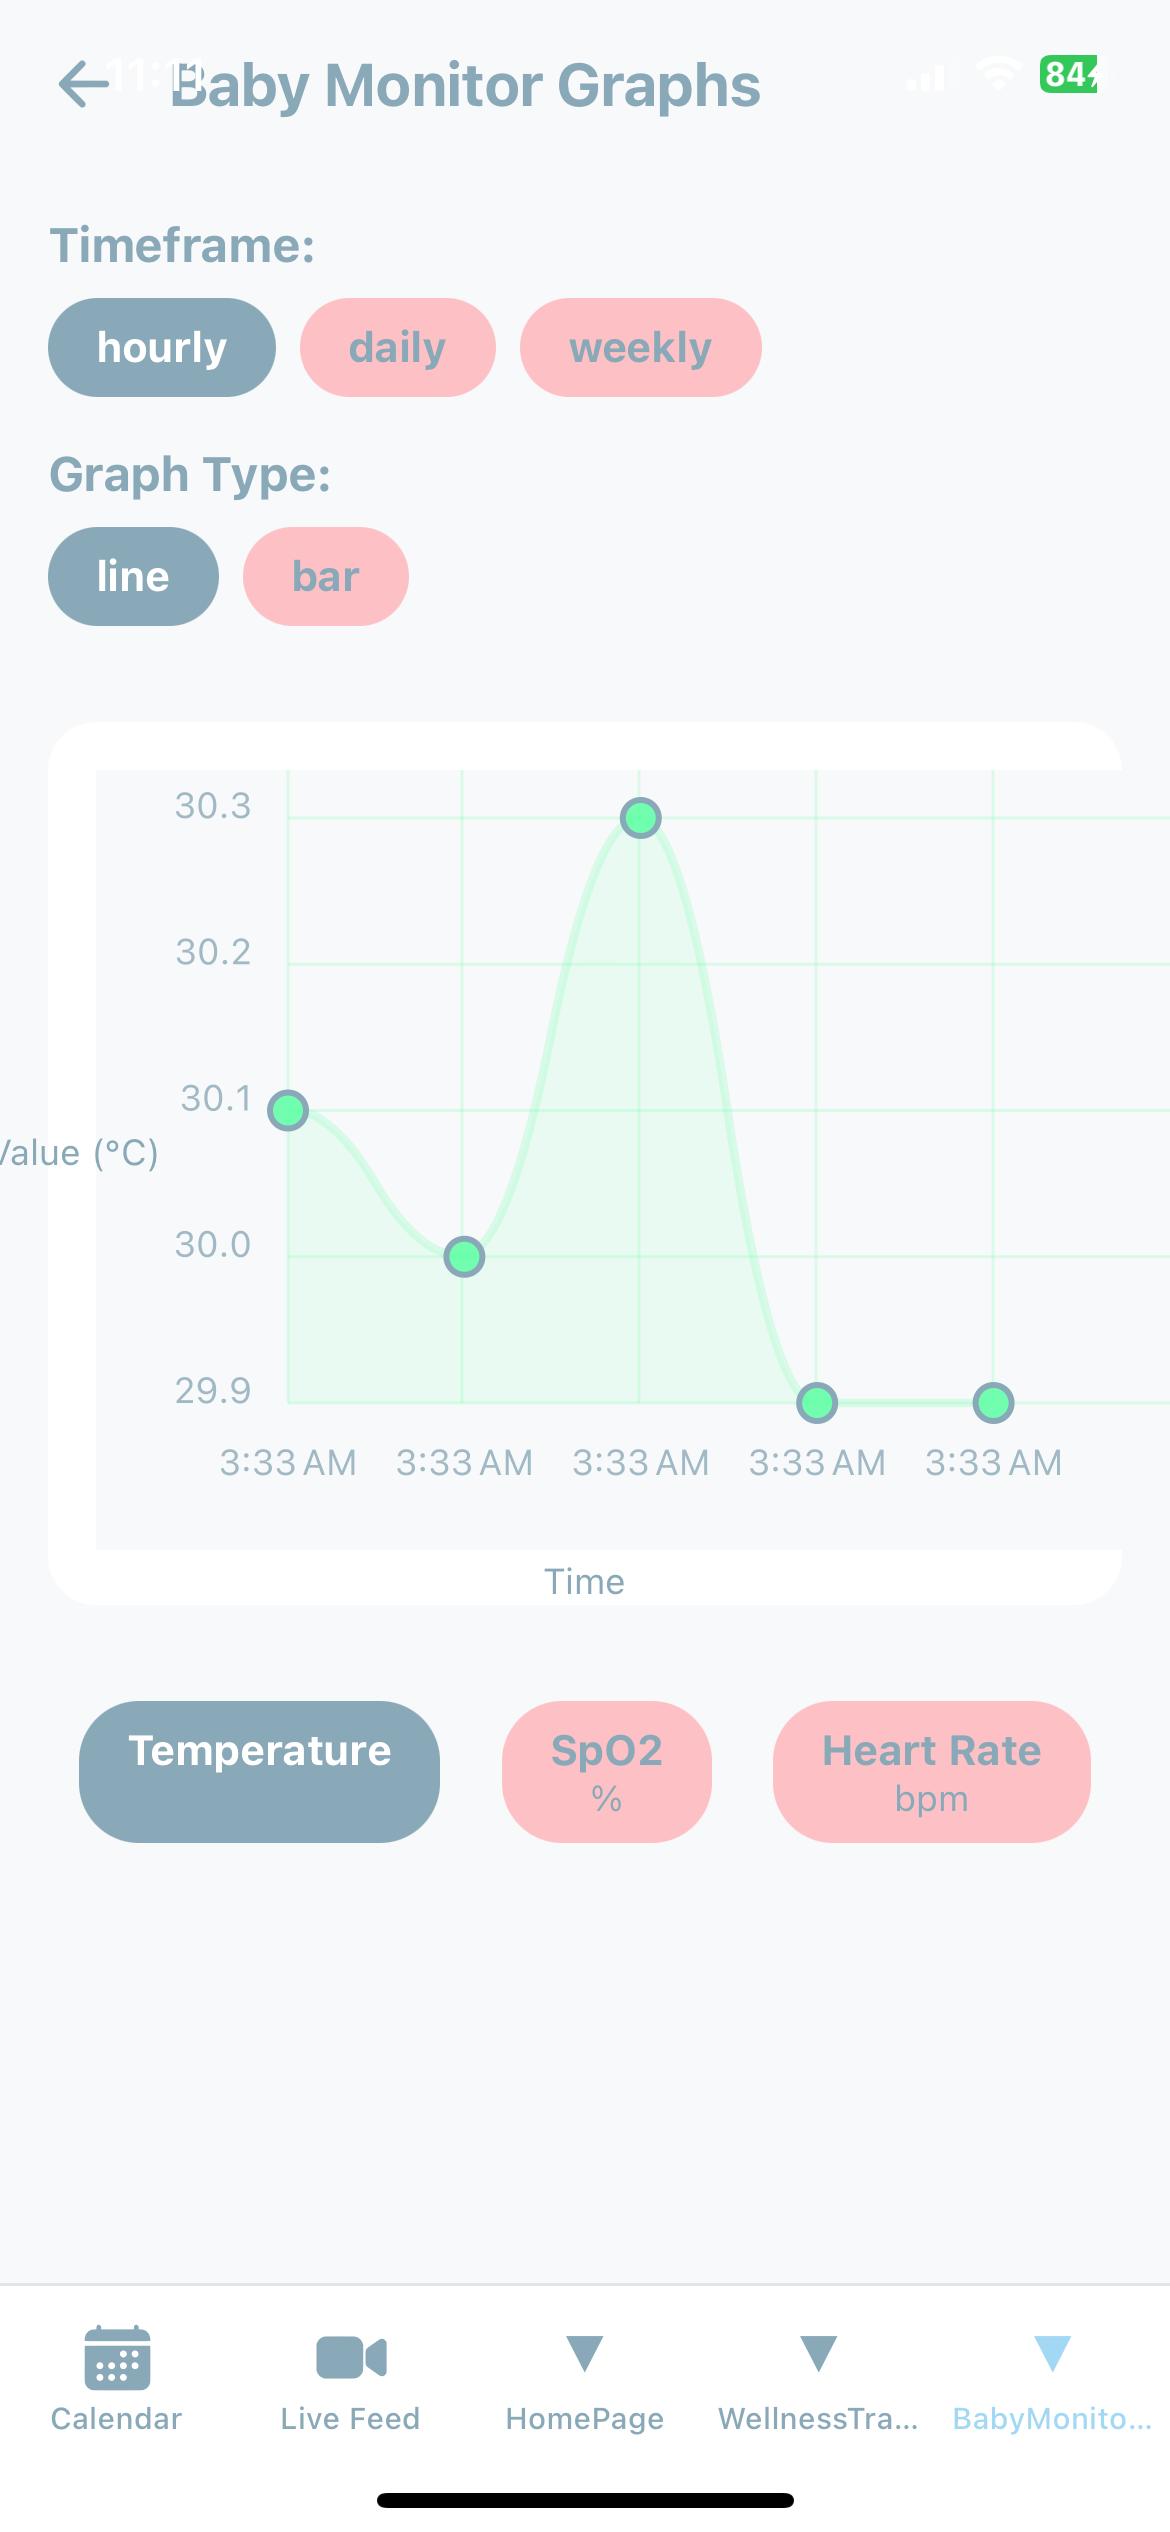 11:11
Baby Monitor Graphs
84
Timeframe:
hourly daily weekly
Graph Type:
line bar
30.3
30.2
30.1
Value (°C)
30.0
29.9
3:33 AM 3:33 AM 3:33 AM 3:33 AM 3:33 AM
Time
Temperature SpO2 Heart Rate
% bpm
Calendar Live Feed HomePage WellnessTra... BabyMonito...